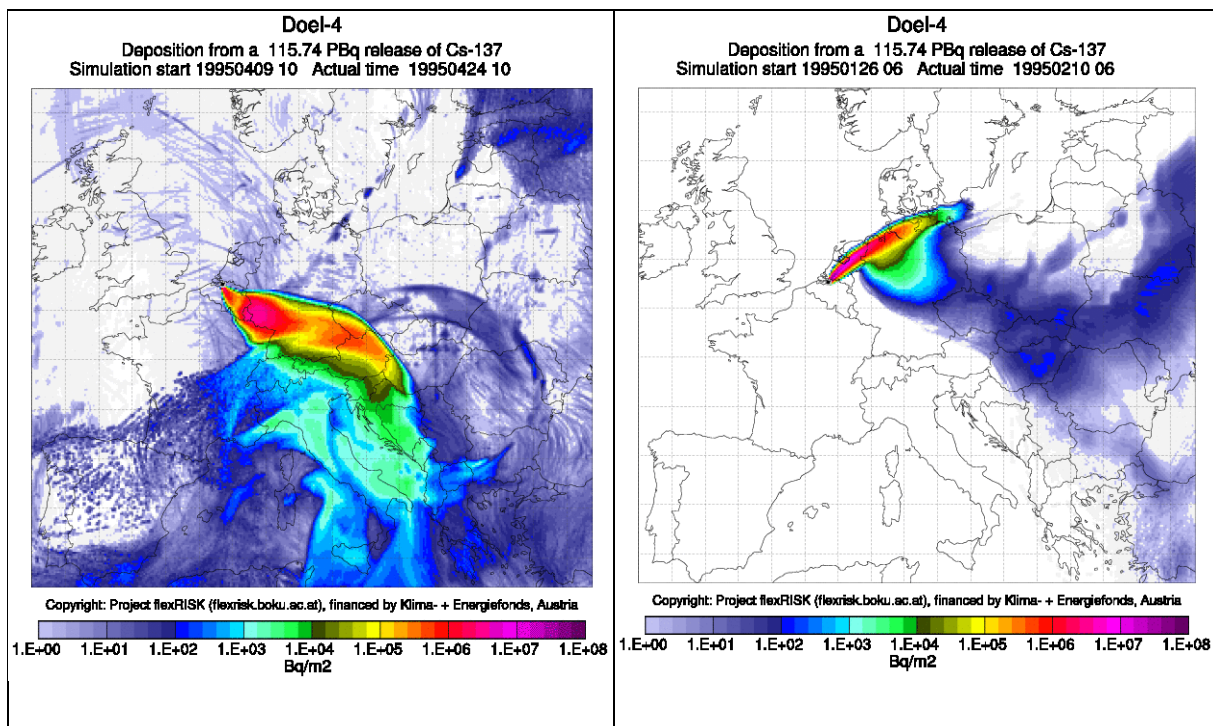 Doel-4
Deposition from a 115.74 PBq release of Cs-137
Simulation start 19950409 10 Actual time 19950424 10
Copyright: Project flexRISK (flexrisk.boku.ac.at), financed by Klima- + Energiefonds, Austria
1.E+00 1.E+01 1.E+02 1.E+03 1.E+04 1.E+05 1.E+06 1.E+07 1.E+08
Bq/m2
Doel-4
Deposition from a 115.74 PBq release of Cs-137
Simulation start 19950126 06 Actual time 19950210 06
Copyright: Project flexRISK (flexrisk.boku.ac.at), financed by Klima- + Energiefonds, Austria
1.E+00 1.E+01 1.E+02 1.E+03 1.E+04 1.E+05 1.E+06 1.E+07 1.E+08
Bq/m2